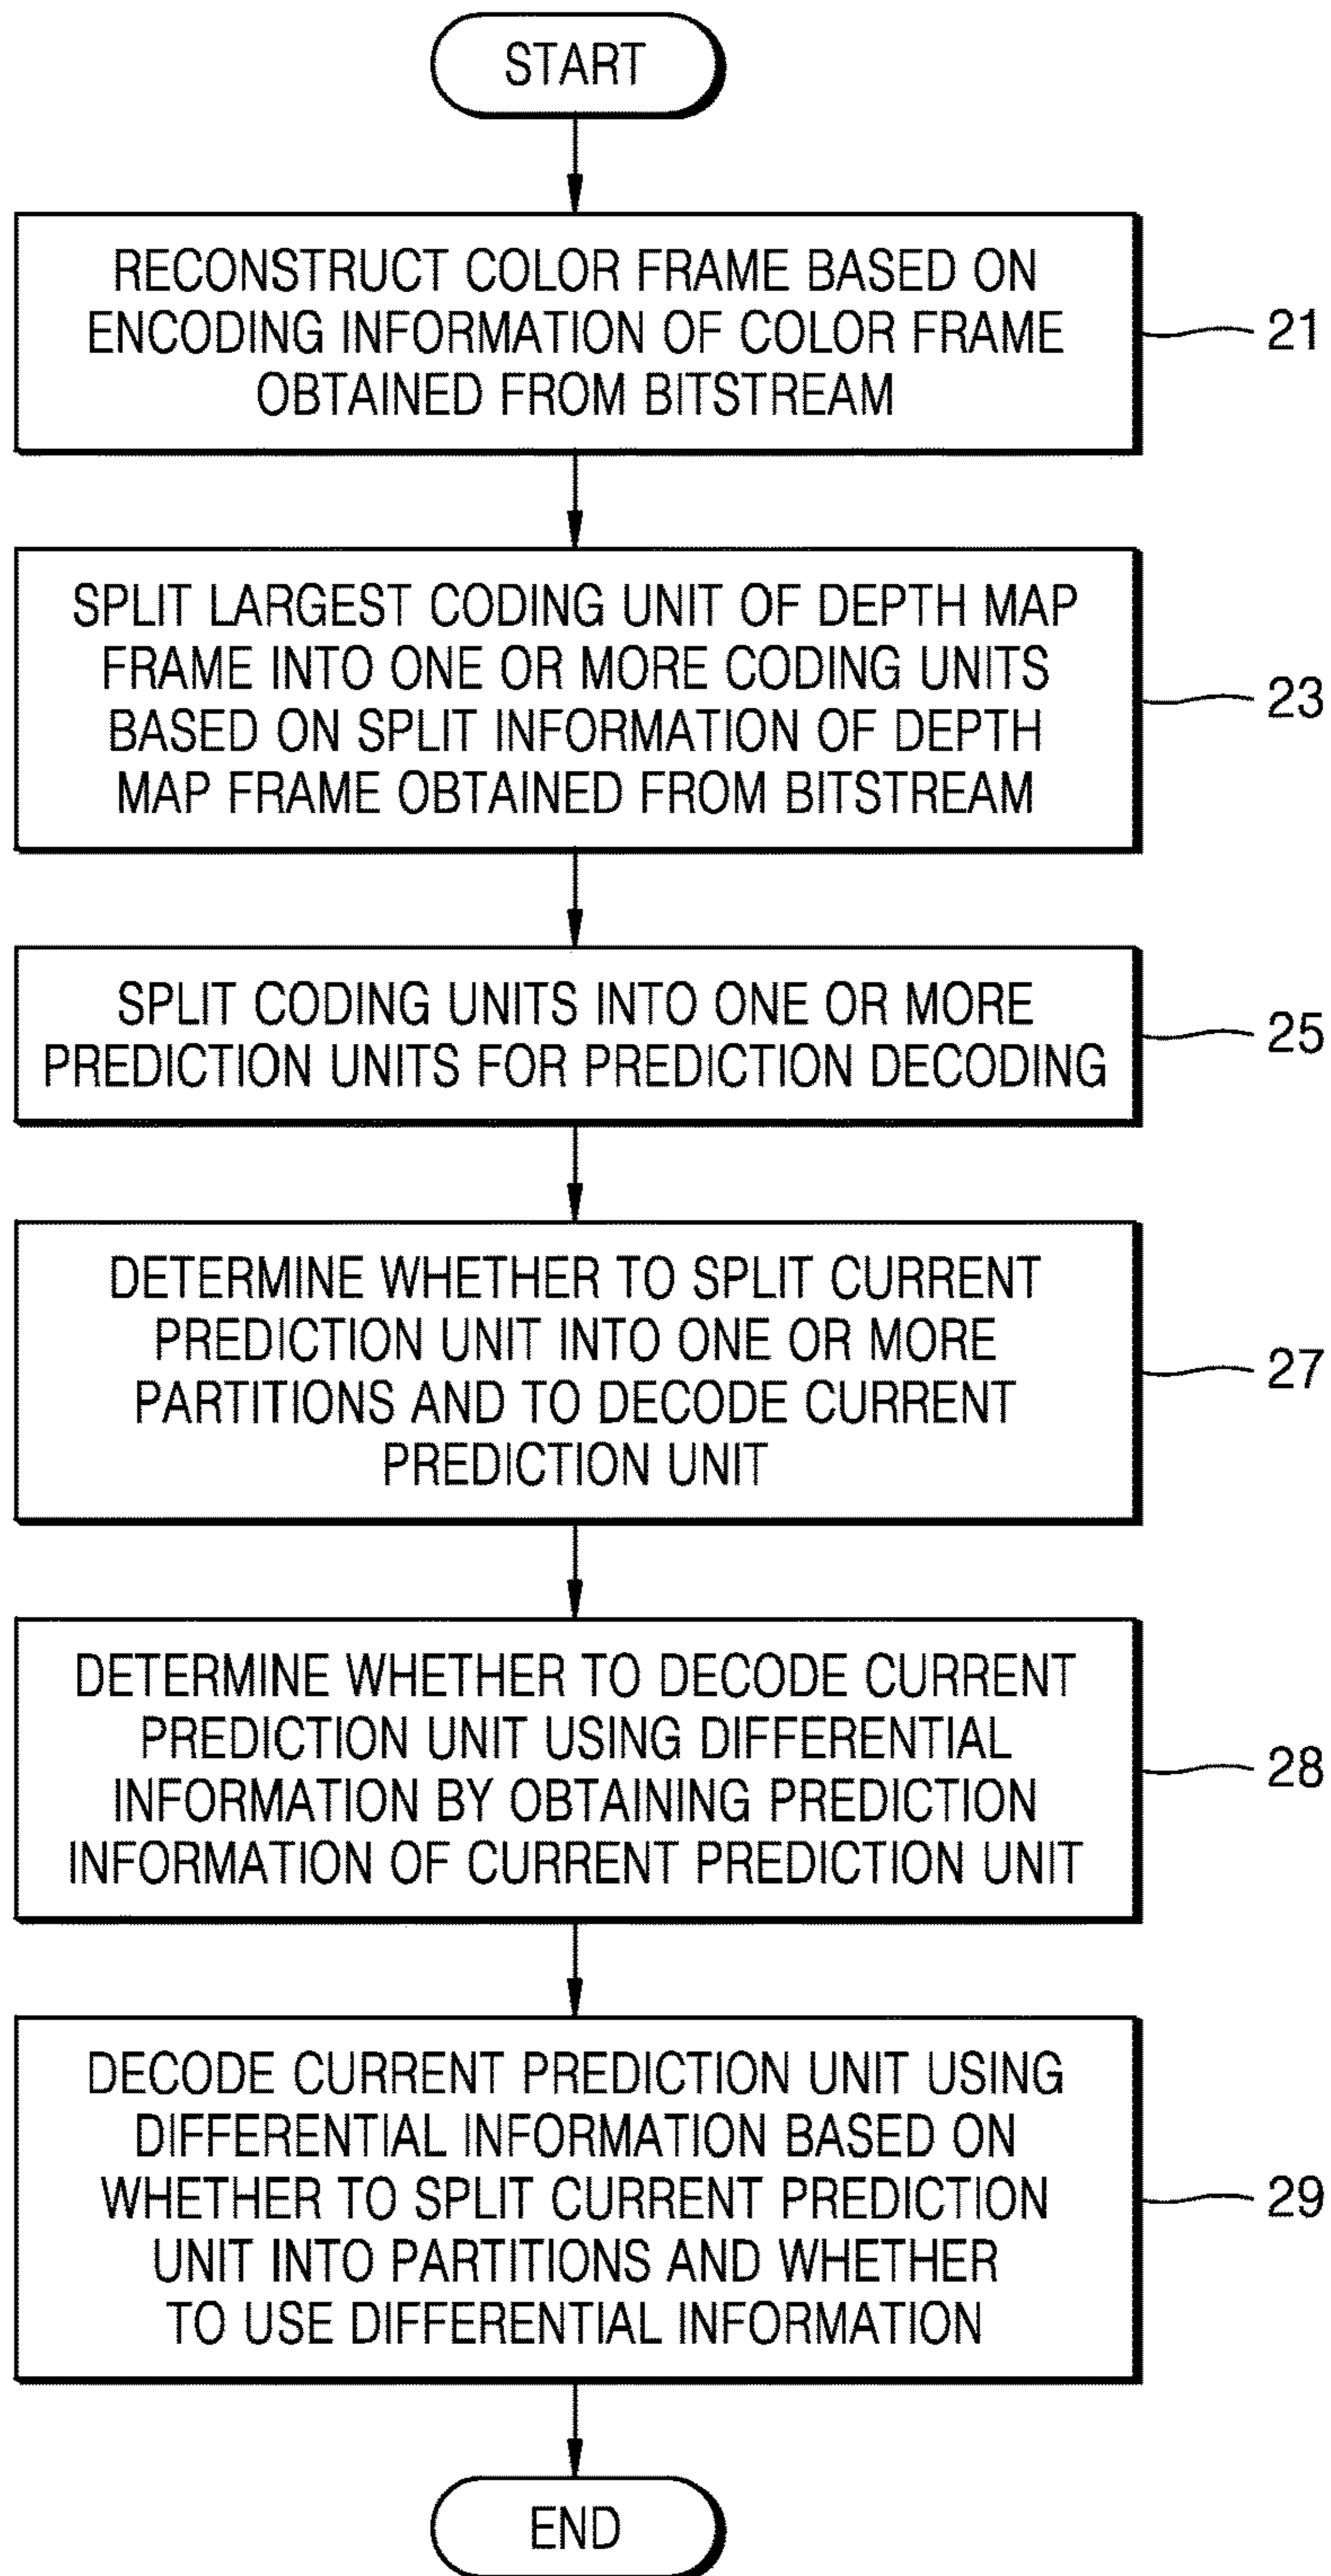 START
RECONSTRUCT COLOR FRAME BASED ON
ENCODING INFORMATION OF COLOR FRAME
OBTAINED FROM BITSTREAM
21
SPLIT LARGEST CODING UNIT OF DEPTH MAP
FRAME INTO ONE OR MORE CODING UNITS
BASED ON SPLIT INFORMATION OF DEPTH
MAP FRAME OBTAINED FROM BITSTREAM
23
SPLIT CODING UNITS INTO ONE OR MORE
PREDICTION UNITS FOR PREDICTION DECODING
25
DETERMINE WHETHER TO SPLIT CURRENT
PREDICTION UNIT INTO ONE OR MORE
PARTITIONS AND TO DECODE CURRENT
PREDICTION UNIT
27
DETERMINE WHETHER TO DECODE CURRENT
PREDICTION UNIT USING DIFFERENTIAL
INFORMATION BY OBTAINING PREDICTION
INFORMATION OF CURRENT PREDICTION UNIT
28
DECODE CURRENT PREDICTION UNIT USING
DIFFERENTIAL INFORMATION BASED ON
WHETHER TO SPLIT CURRENT PREDICTION
UNIT INTO PARTITIONS AND WHETHER
TO USE DIFFERENTIAL INFORMATION
29
END